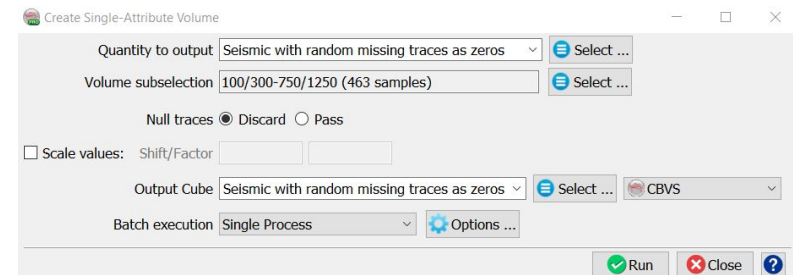 Create Single-Attribute Volume
Quantity to output Seismic with random missing traces as zeros Select ...
Volume subselection 100/300-750/1250 (463 samples) Select ...
Null traces Discard Pass
Scale values: Shift/Factor
Output Cube Seismic with random missing traces as zeros Select ... CBVS
Batch execution Single Process Options ...
Run Close ?